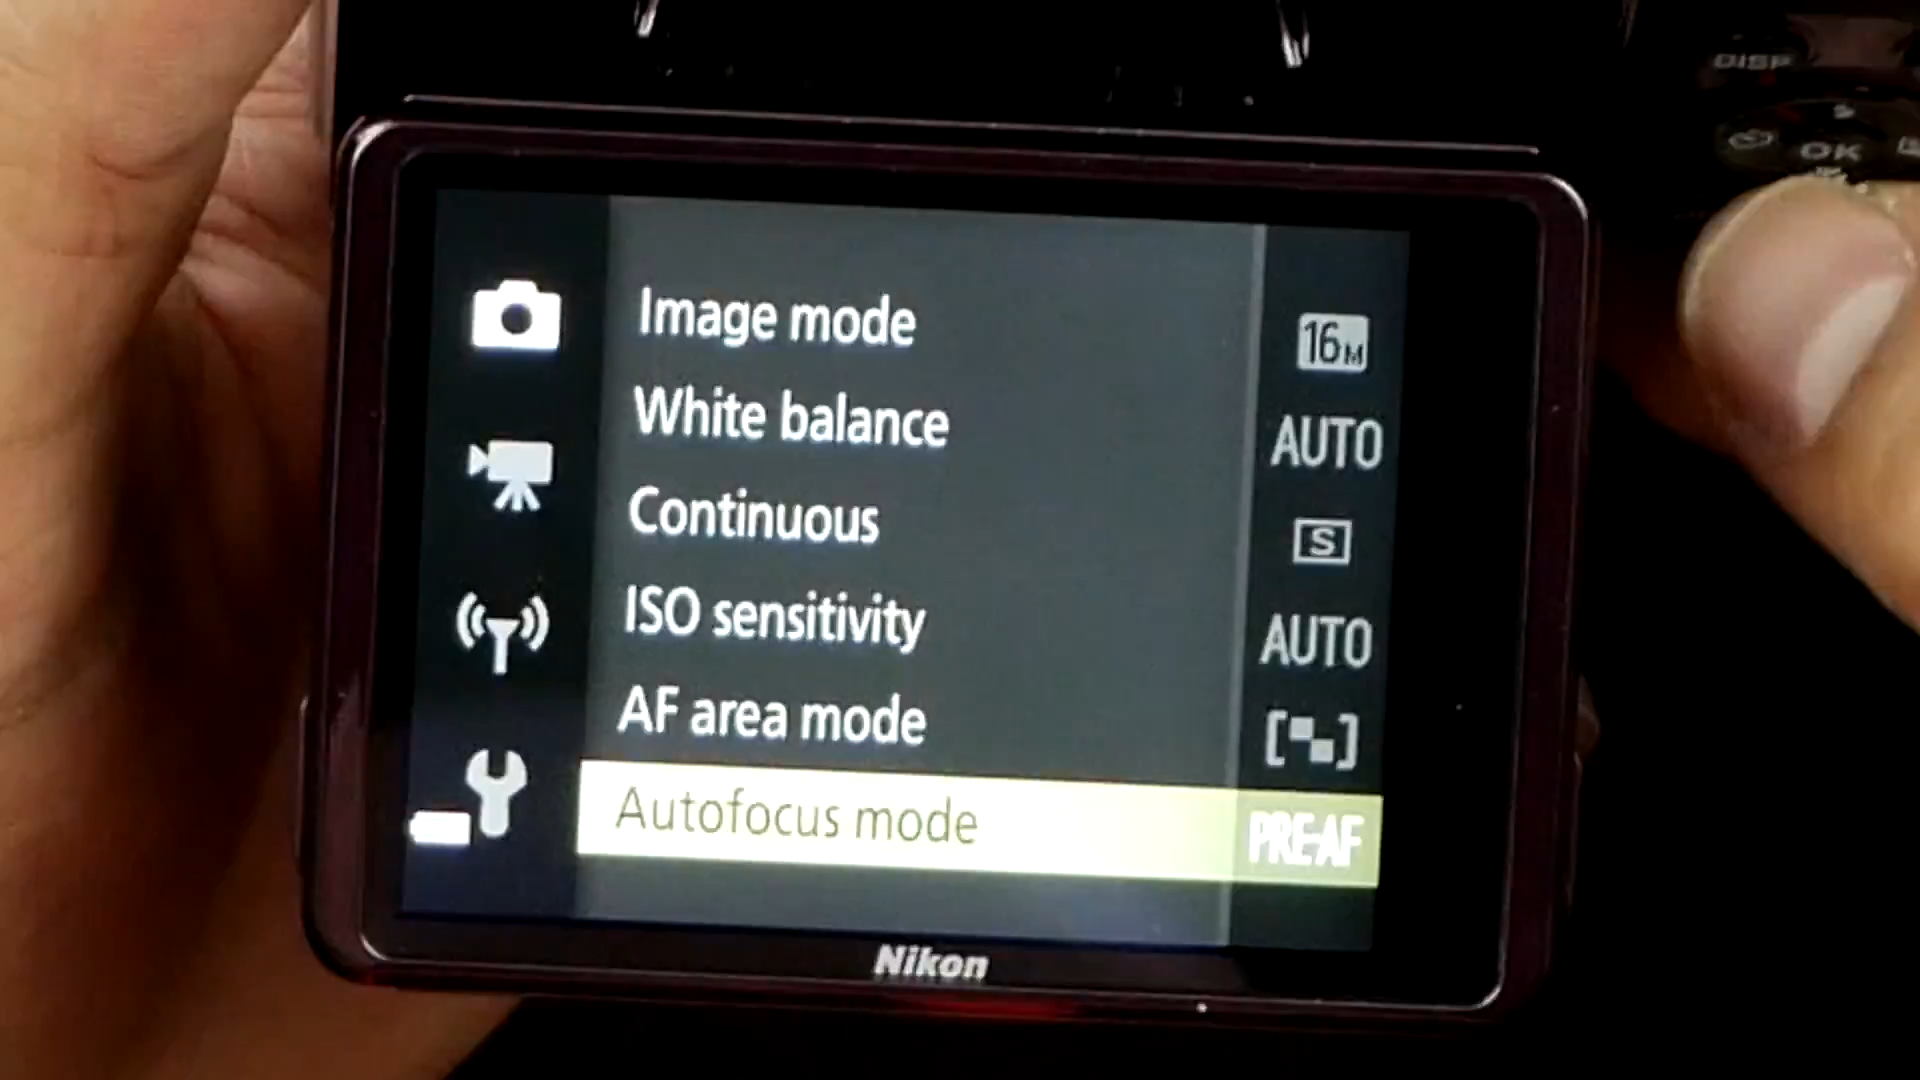 DISP
OK
Image mode 16M
White balance AUTO
Continuous S
ISO sensitivity AUTO
AF area mode
Autofocus mode PRE-AF
Nikon